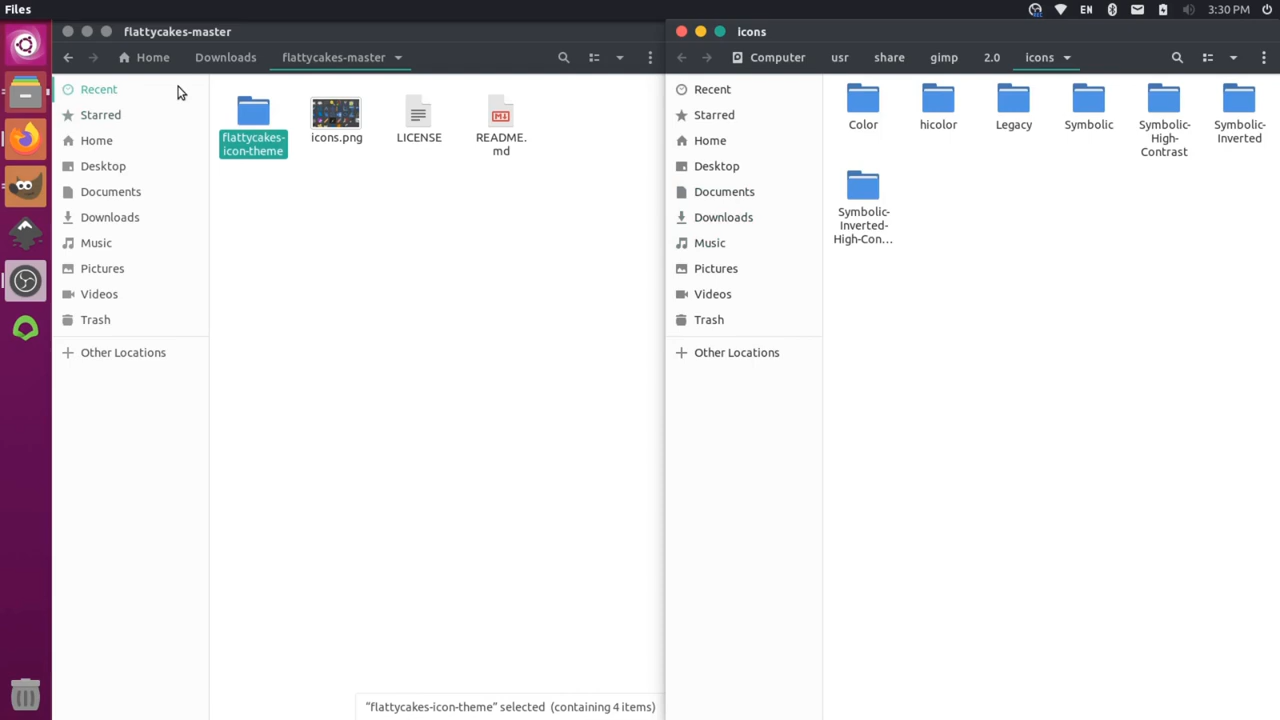 Files
EN
3:30 PM
flattycakes-master
Home
Downloads
flattycakes-master
Recent
Starred
Home
Desktop
Documents
Downloads
Music
Pictures
Videos
Trash
Other Locations
flattycakes-
icon-theme
icons.png
LICENSE
README.
md
"flattycakes-icon-theme" selected (containing 4 items)
icons
Computer
usr
share
gimp
2.0
icons
Recent
Starred
Home
Desktop
Documents
Downloads
Music
Pictures
Videos
Trash
Other Locations
Color
hicolor
Legacy
Symbolic
Symbolic-
High-
Contrast
Symbolic-
Inverted
Symbolic-
Inverted-
High-Con…